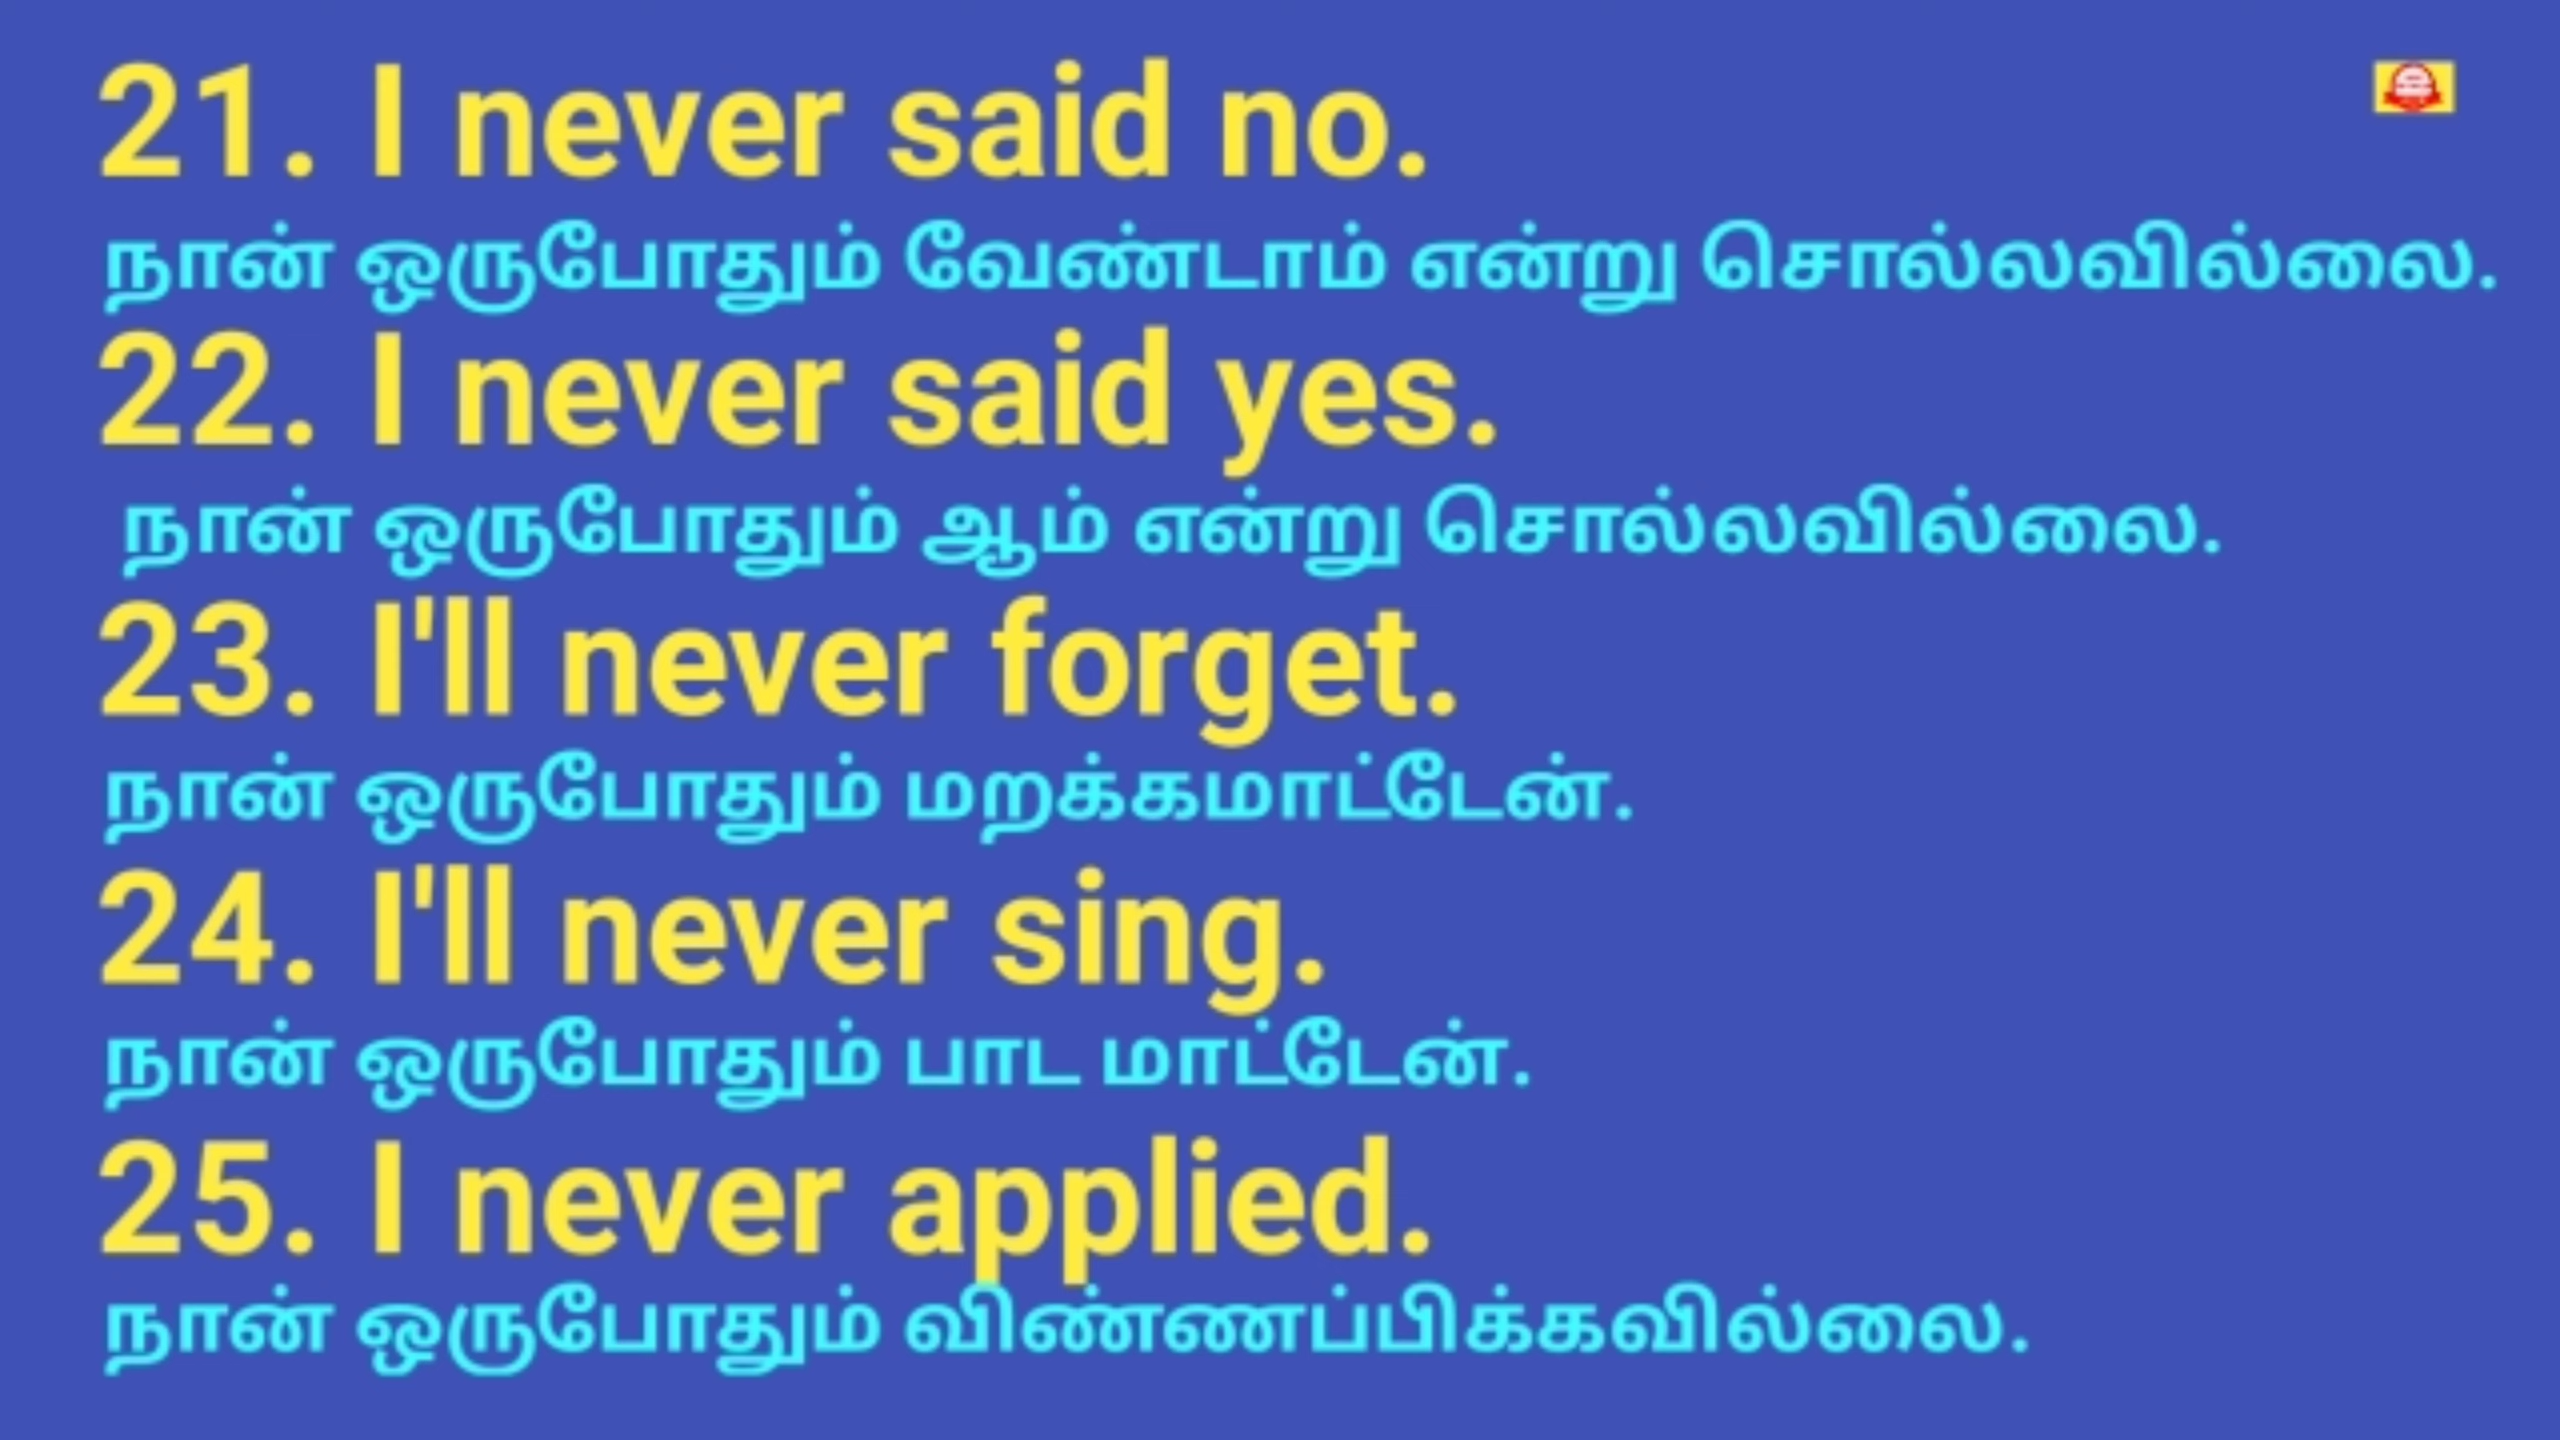 21. I never said no.
நான் ஒருபோதும் வேண்டாம் என்று சொல்லவில்லை.
22. I never said yes.
நான் ஒருபோதும் ஆம் என்று சொல்லவில்லை.
23. I'll never forget.
நான் ஒருபோதும் மறக்கமாட்டேன்.
24. I'll never sing.
நான் ஒருபோதும் பாட மாட்டேன்.
25. I never applied.
நான் ஒருபோதும் விண்ணப்பிக்கவில்லை.